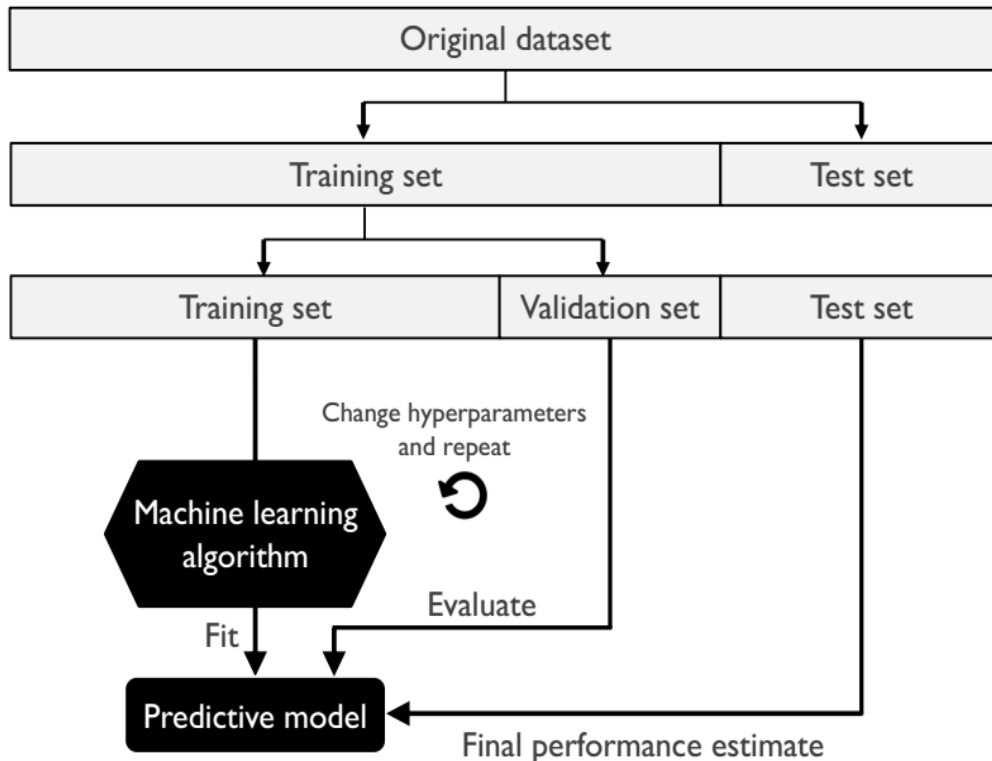 Original dataset
Training set
Test set
Training set
Validation set
Test set
Change hyperparameters
and repeat
Machine learning
algorithm
Evaluate
Fit
Predictive model
Final performance estimate